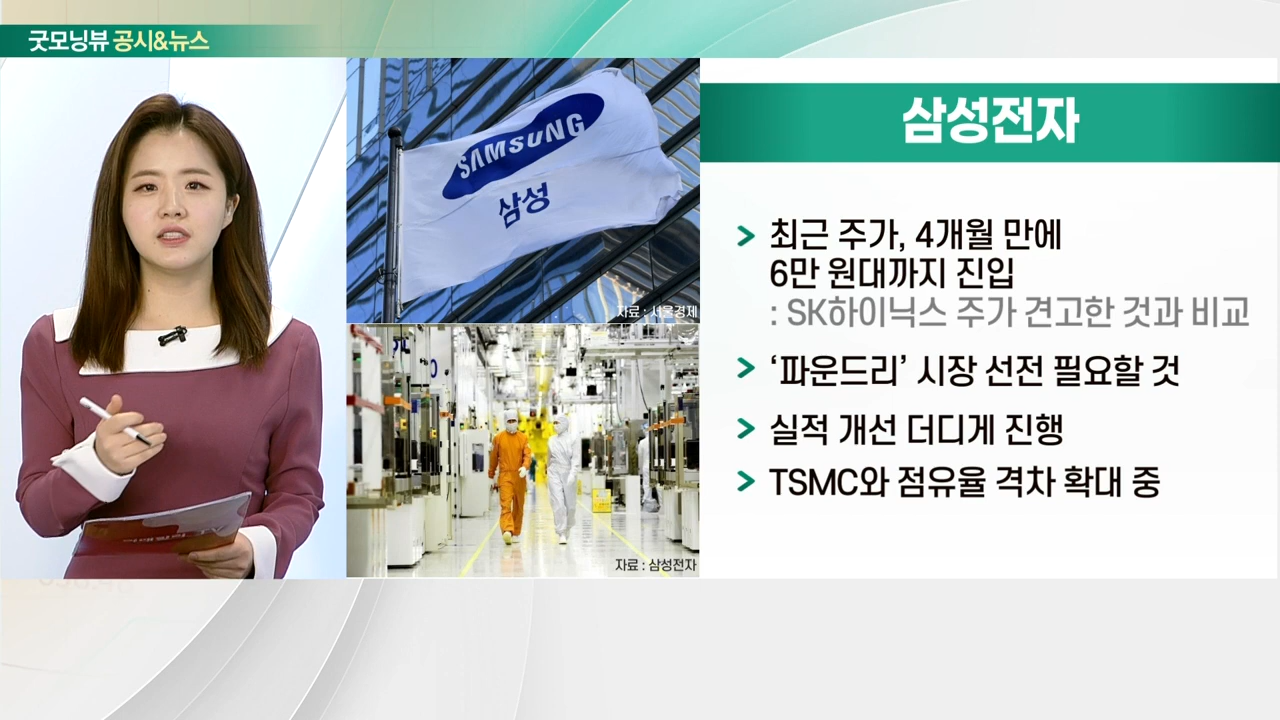 굿모닝뷰 공시&뉴스
SAMSUNG
삼성
자료 : 서울경제
자료 : 삼성전자
삼성전자
최근 주가, 4개월 만에
6만 원대까지 진입
: SK하이닉스 주가 견고한 것과 비교
‘파운드리’ 시장 선전 필요할 것
실적 개선 더디게 진행
TSMC와 점유율 격차 확대 중